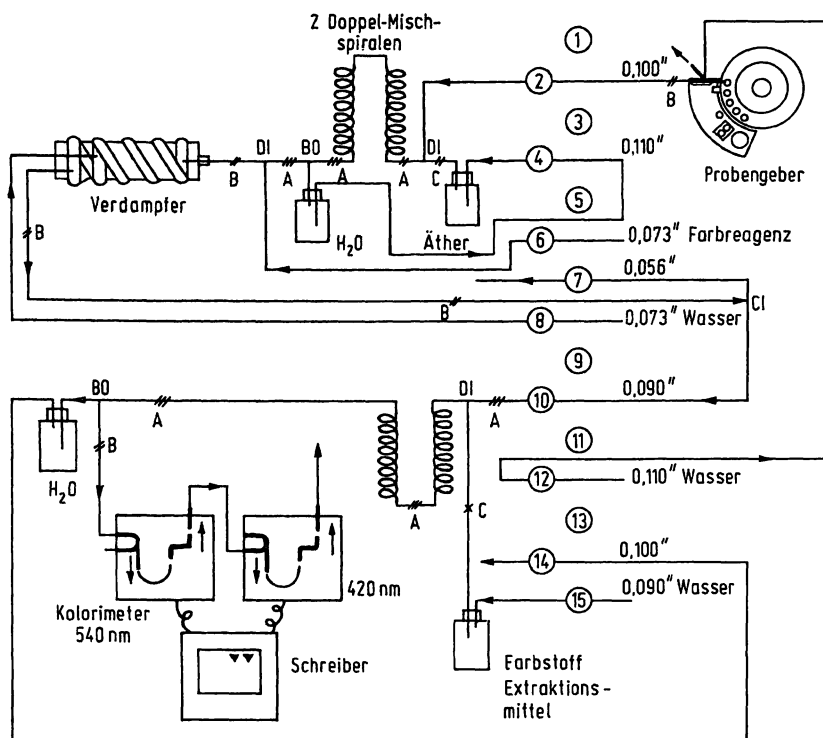 2 Doppel-Misch-
spiralen
1
2
0,100"
B
3
DI
BO
DI
4
0,110"
B
A
A
A
C
Probengeber
Verdampfer
5
H₂O
Äther
6
0,073" Farbreagenz
B
7
0,056"
B
CI
8
0,073" Wasser
9
BO
A
DI
A
10
0,090"
B
11
H₂O
A
C
12
0,110" Wasser
13
14
0,100"
420 nm
15
0,090" Wasser
Kolorimeter
540 nm
Schreiber
Farbstoff
Extraktions-
mittel